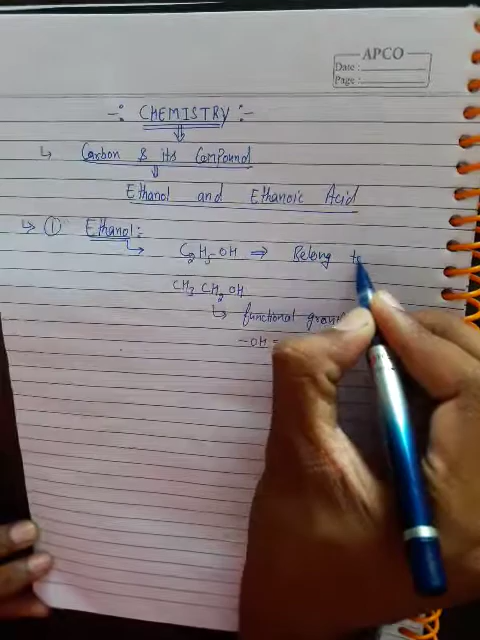 APCO
Date :
Page :
-: CHEMISTRY :-
Carbon & its Compound
Ethanol and Ethanoic Acid
① Ethanol:
C2H5-OH ⇒ Belong to
CH3 CH2 OH
functional
-OH =